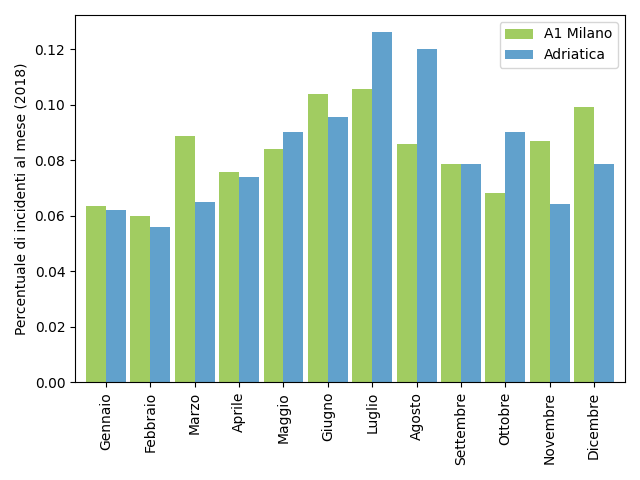 A1 Milano
Adriatica
Percentuale di incidenti al mese (2018)
0.12
0.10
0.08
0.06
0.04
0.02
0.00
Gennaio
Febbraio
Marzo
Aprile
Maggio
Giugno
Luglio
Agosto
Settembre
Ottobre
Novembre
Dicembre